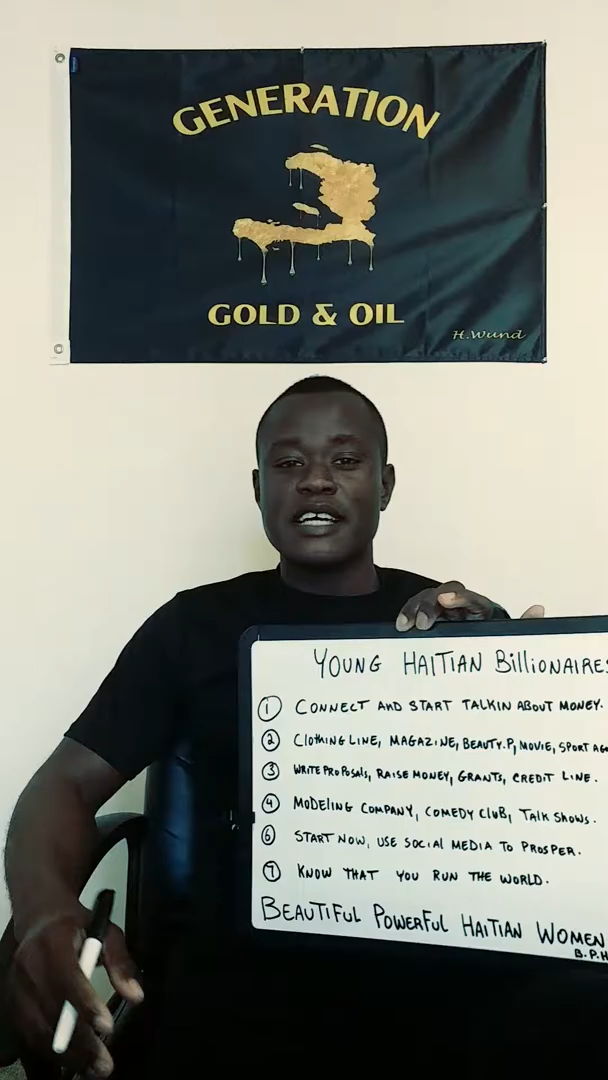 GENERATION
GOLD & OIL
H.Wund
YOUNG HAITIAN BILLIONAIRES
1 CONNECT AND START TALKIN ABOUT MONEY.
2 CLOTHING LINE, MAGAZINE, BEAUTY.P, MOVIE, SPORT
3 WRITE PROPOSALS, RAISE MONEY, GRANTS, CREDIT LINE.
4 MODELING COMPANY, COMEDY CLUB, TALK SHOWS.
6 START NOW, USE SOCIAL MEDIA TO PROSPER.
7 KNOW THAT YOU RUN THE WORLD.
BEAUTIFUL POWERFUL HAITIAN WOMEN
B.P.H